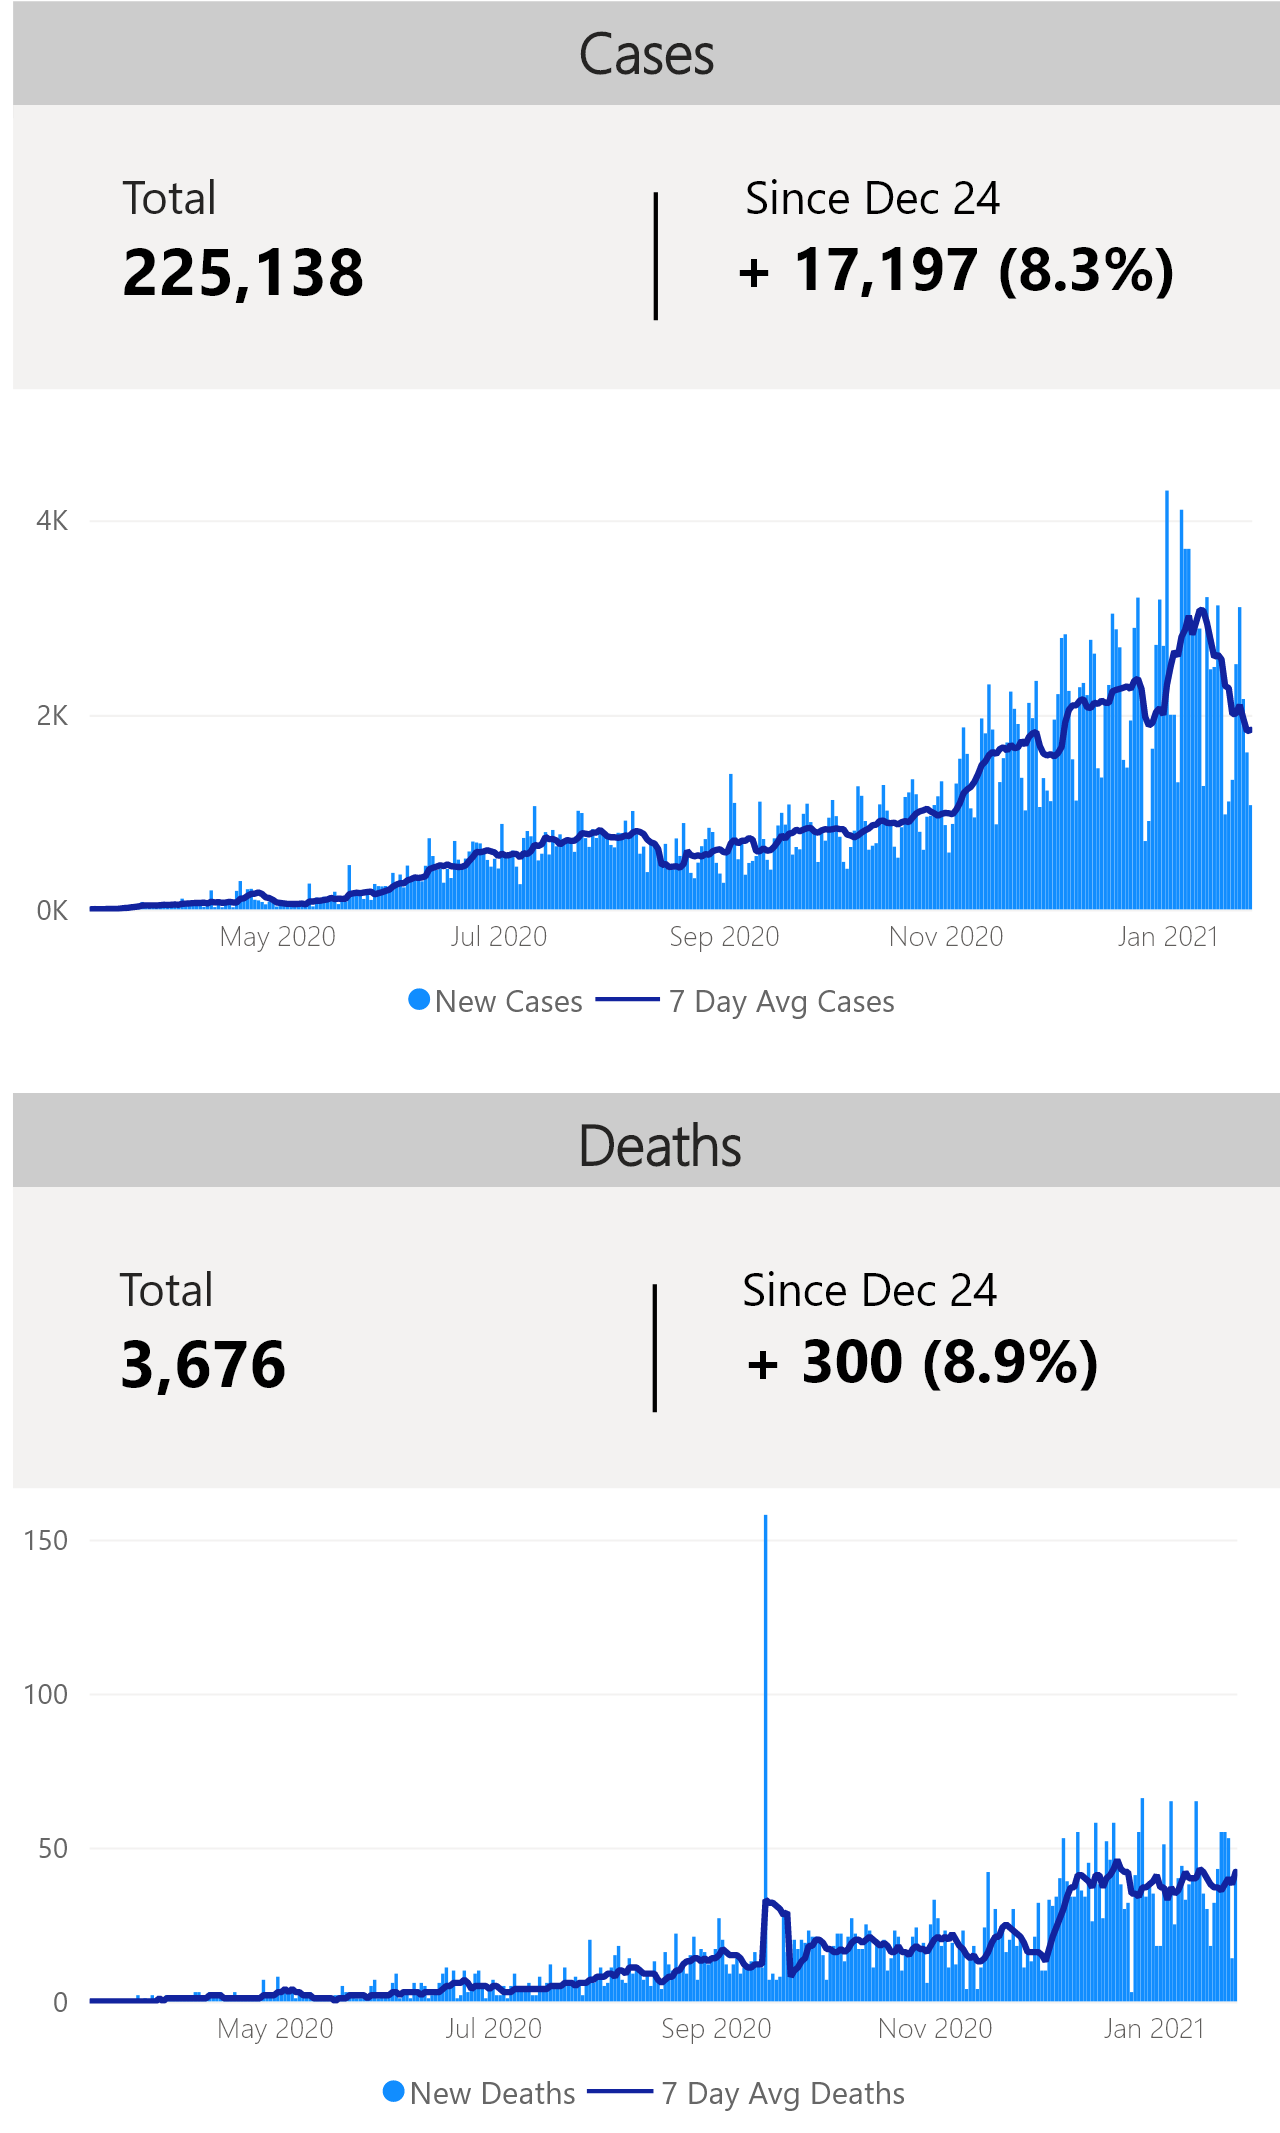 Cases
Total
225,138
Since Dec 24
+ 17,197 (8.3%)
4K
2K
0K
May 2020 Jul 2020 Sep 2020 Nov 2020 Jan 2021
New Cases 7 Day Avg Cases
Deaths
Total
3,676
Since Dec 24
+ 300 (8.9%)
150
100
50
0
May 2020 Jul 2020 Sep 2020 Nov 2020 Jan 2021
New Deaths 7 Day Avg Deaths